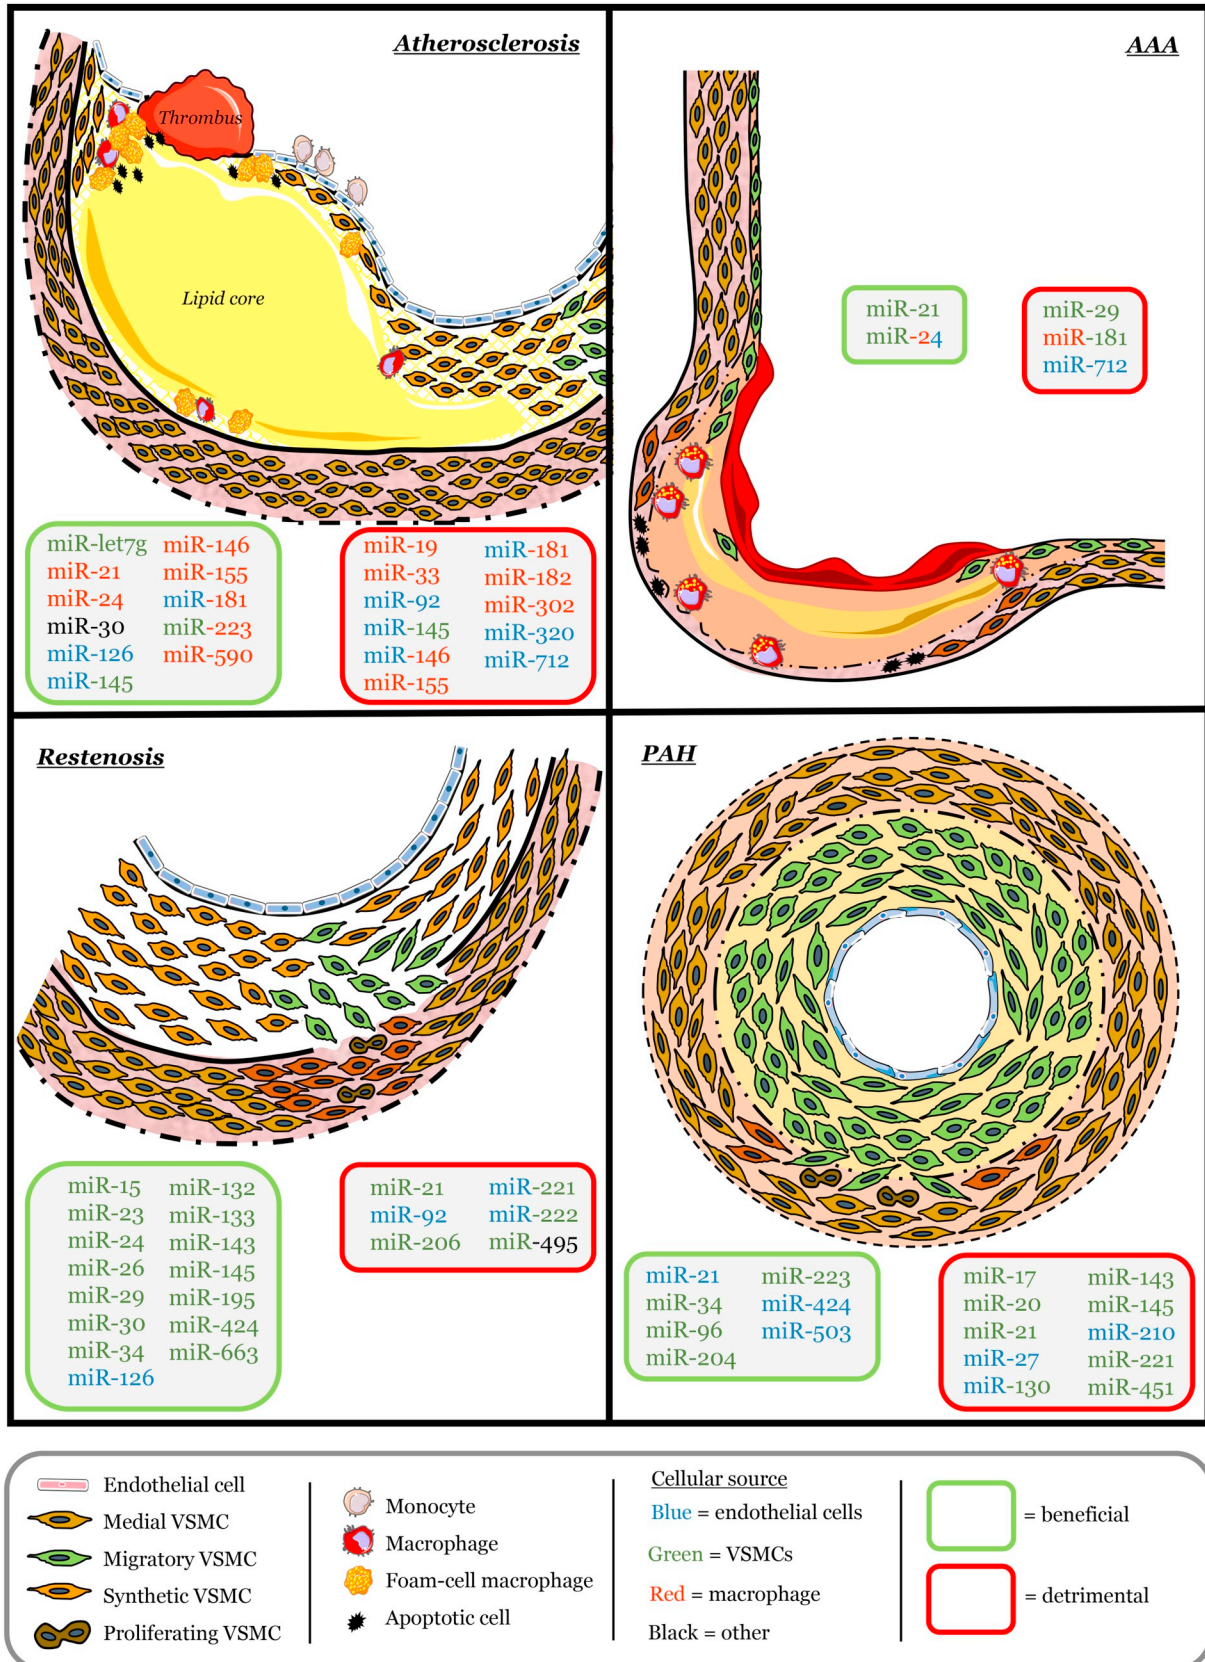 Atherosclerosis
Thrombus
Lipid core
miR-let7g
miR-21
miR-24
miR-30
miR-126
miR-145
miR-146
miR-155
miR-181
miR-223
miR-590
miR-19
miR-33
miR-92
miR-145
miR-146
miR-155
miR-181
miR-182
miR-302
miR-320
miR-712
AAA
miR-21
miR-24
miR-29
miR-181
miR-712
Restenosis
miR-15
miR-23
miR-24
miR-26
miR-29
miR-30
miR-34
miR-126
miR-132
miR-133
miR-143
miR-145
miR-195
miR-424
miR-663
miR-21
miR-92
miR-206
miR-221
miR-222
miR-495
PAH
miR-21
miR-34
miR-96
miR-204
miR-223
miR-424
miR-503
miR-17
miR-20
miR-21
miR-27
miR-130
miR-143
miR-145
miR-210
miR-221
miR-451
Endothelial cell
Medial VSMC
Migratory VSMC
Synthetic VSMC
Proliferating VSMC
Monocyte
Macrophage
Foam-cell macrophage
Apoptotic cell
Cellular source
Blue = endothelial cells
Green = VSMCs
Red = macrophage
Black = other
= beneficial
= detrimental